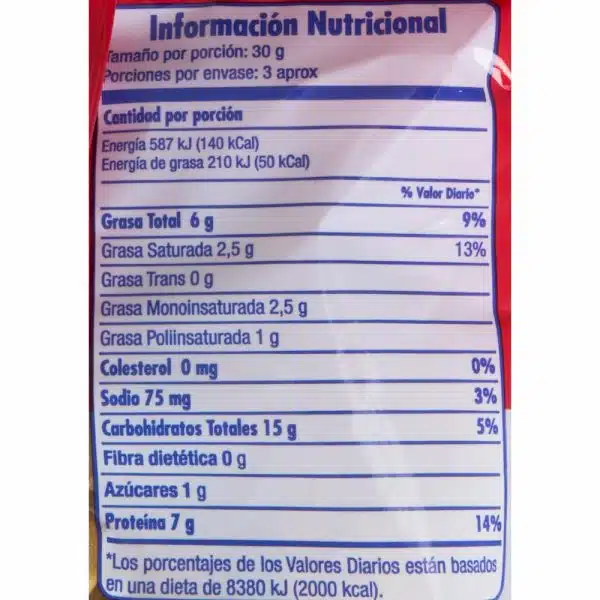 Información Nutricional
Tamaño por porción: 30 g
Porciones por envase: 3 aprox
Cantidad por porción
Energía 587 kJ (140 kCal)
Energía de grasa 210 kJ (50 kCal)
% Valor Diario*
Grasa Total 6 g 9%
Grasa Saturada 2,5 g 13%
Grasa Trans 0 g
Grasa Monoinsaturada 2,5 g
Grasa Poliinsaturada 1 g
Colesterol 0 mg 0%
Sodio 75 mg 3%
Carbohidratos Totales 15 g 5%
Fibra dietética 0 g
Azúcares 1 g
Proteína 7 g 14%
*Los porcentajes de los Valores Diarios están basados
en una dieta de 8380 kJ (2000 kcal).